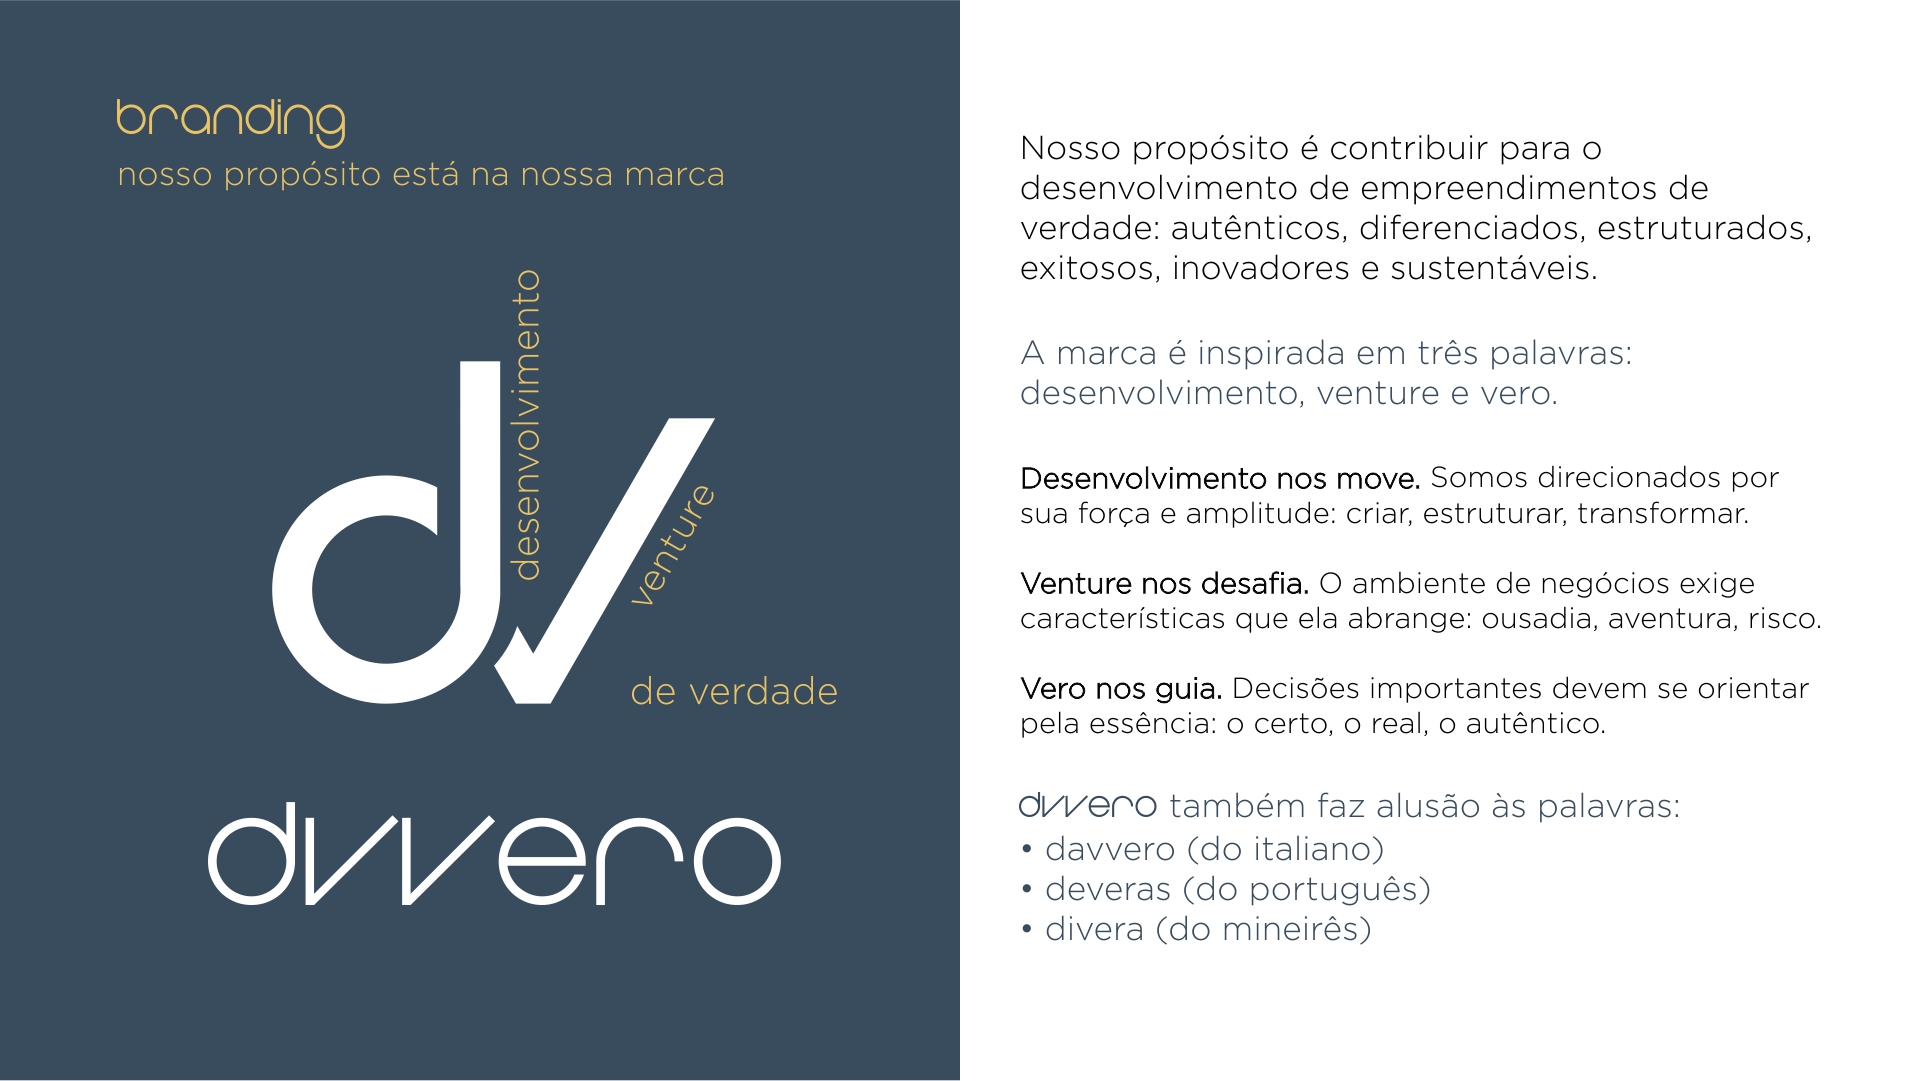 branding
nosso propósito está na nossa marca
desenvolvimento
dv
venture
de verdade
dvvero
Nosso propósito é contribuir para o
desenvolvimento de empreendimentos de
verdade: autênticos, diferenciados, estruturados,
exitosos, inovadores e sustentáveis.
A marca é inspirada em três palavras:
desenvolvimento, venture e vero.
Desenvolvimento nos move. Somos direcionados por
sua força e amplitude: criar, estruturar, transformar.
Venture nos desafia. O ambiente de negócios exige
características que ela abrange: ousadia, aventura, risco.
Vero nos guia. Decisões importantes devem se orientar
pela essência: o certo, o real, o autêntico.
dvvero também faz alusão às palavras:
• davvero (do italiano)
• deveras (do português)
• divera (do mineirês)